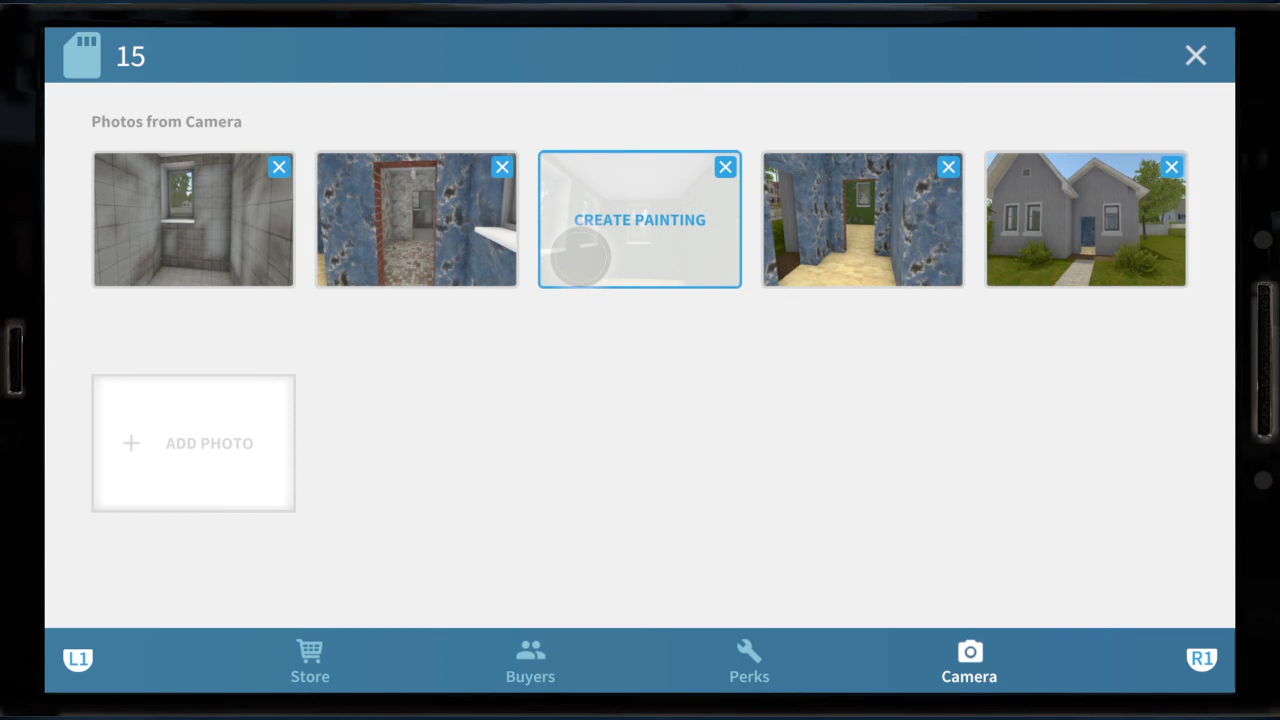 15
Photos from Camera
CREATE PAINTING
+ ADD PHOTO
L1
Store
Buyers
Perks
Camera
R1